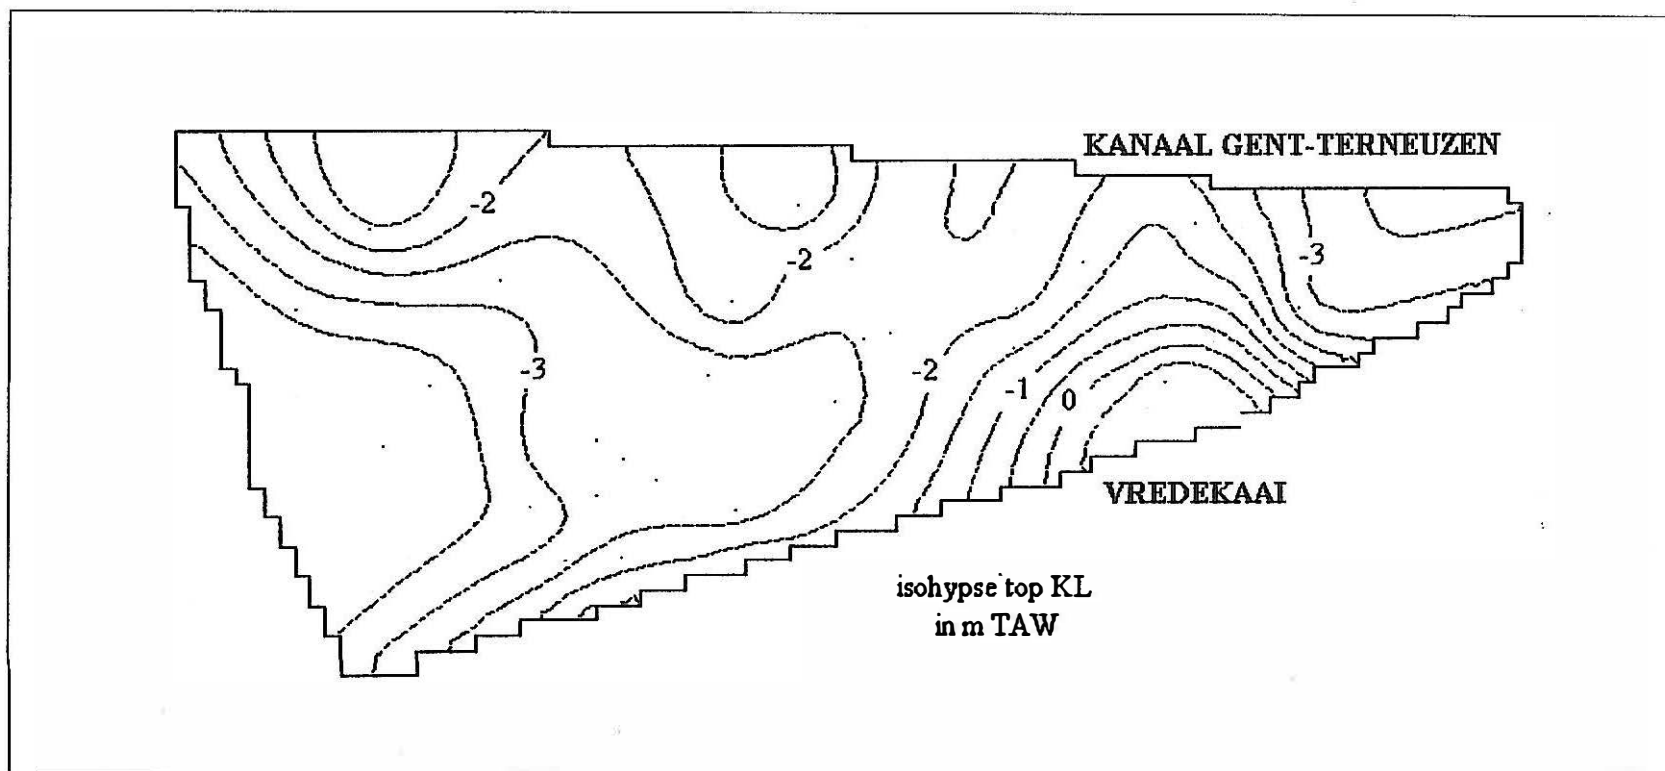 KANAAL GENT-TERNEUZEN
-2
-2
-3
-3
-2
-1
0
VREDEKAAI
isohypse top KL
in m TAW